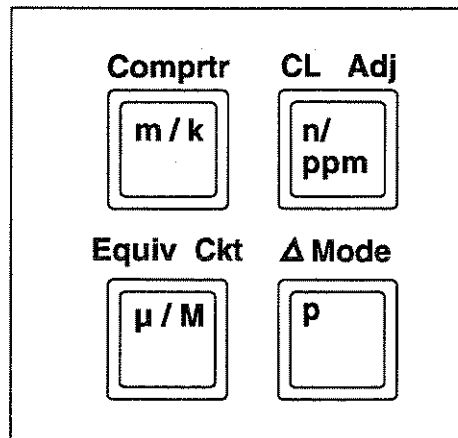 Comprtr CL Adj
m / k n/
ppm
Equiv Ckt Δ Mode
μ / M p